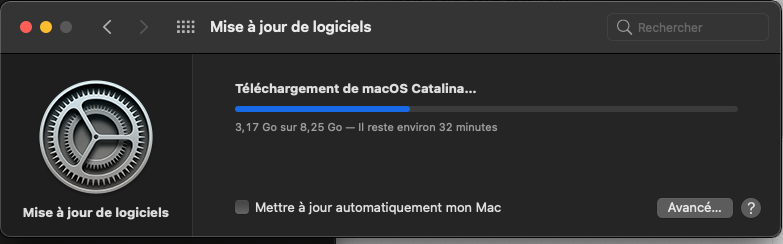 Mise à jour de logiciels
Rechercher
Téléchargement de macOS Catalina...
3,17 Go sur 8,25 Go — Il reste environ 32 minutes
Mise à jour de logiciels
Mettre à jour automatiquement mon Mac
Avancé... ?